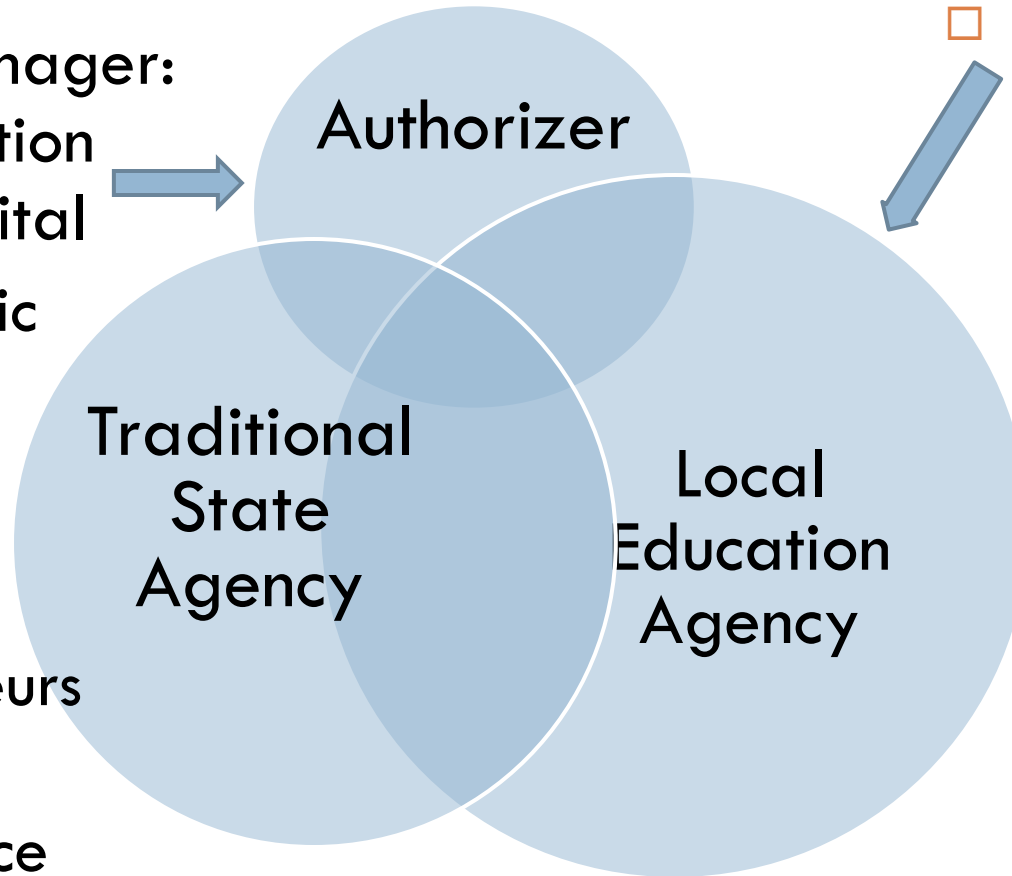 nager:
tion
ital
ic
eurs
ce
Authorizer
Traditional
State
Agency
Local
Education
Agency